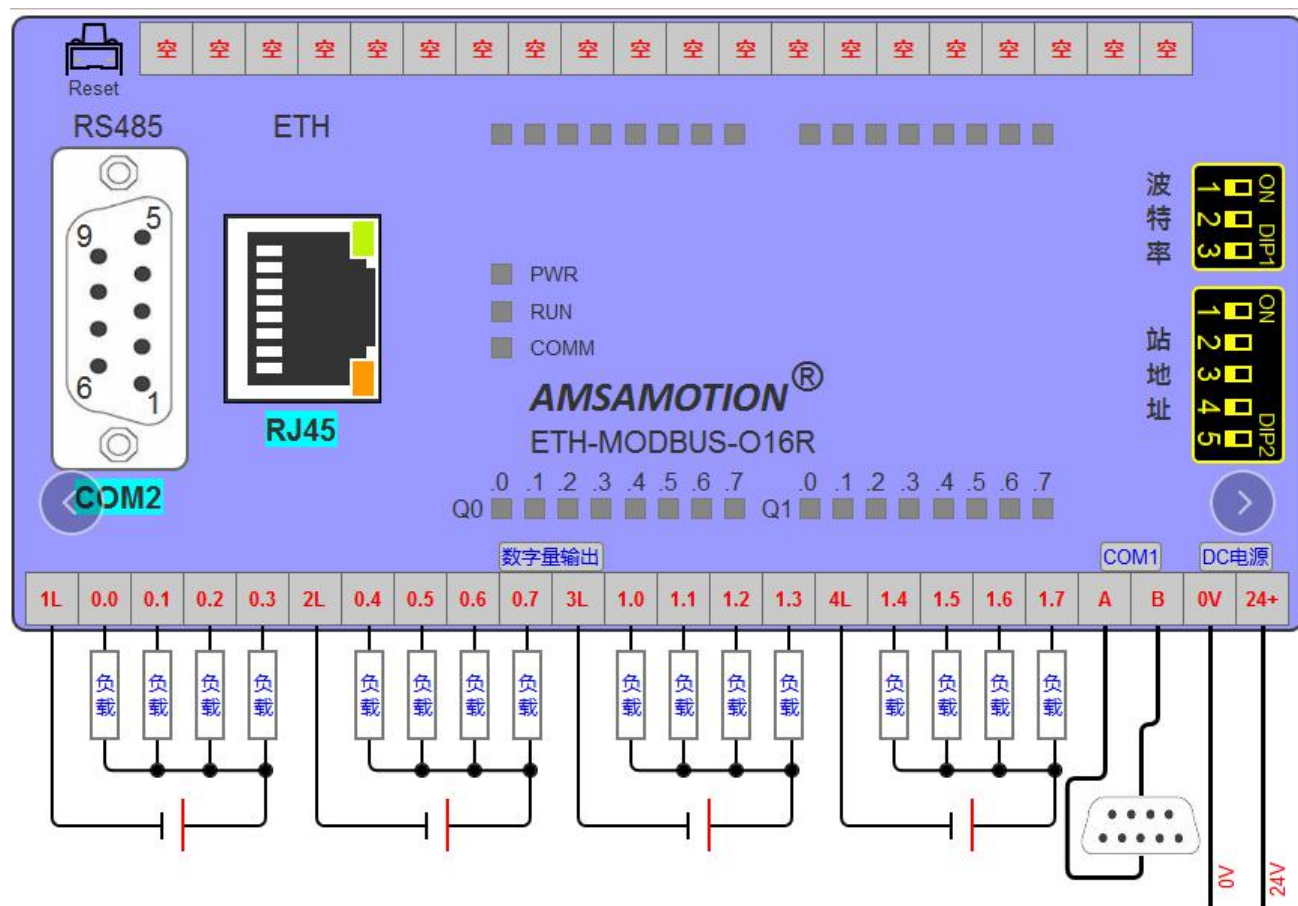 空 空 空 空 空 空 空 空 空 空 空 空 空 空 空 空 空 空 空 空
Reset
RS485
ETH
5
9
6
1
COM2
RJ45
PWR
RUN
COMM
AMSAMOTION®
ETH-MODBUS-O16R
波特率
1 2 3
ON DIP1
站地址
1 2 3 4 5
ON DIP2
.0 .1 .2 .3 .4 .5 .6 .7 .0 .1 .2 .3 .4 .5 .6 .7
Q0 Q1
数字量输出 COM1 DC电源
1L 0.0 0.1 0.2 0.3 2L 0.4 0.5 0.6 0.7 3L 1.0 1.1 1.2 1.3 4L 1.4 1.5 1.6 1.7 A B 0V 24+
负载 负载 负载 负载 负载 负载 负载 负载 负载 负载 负载 负载 负载 负载 负载 负载
0V 24V